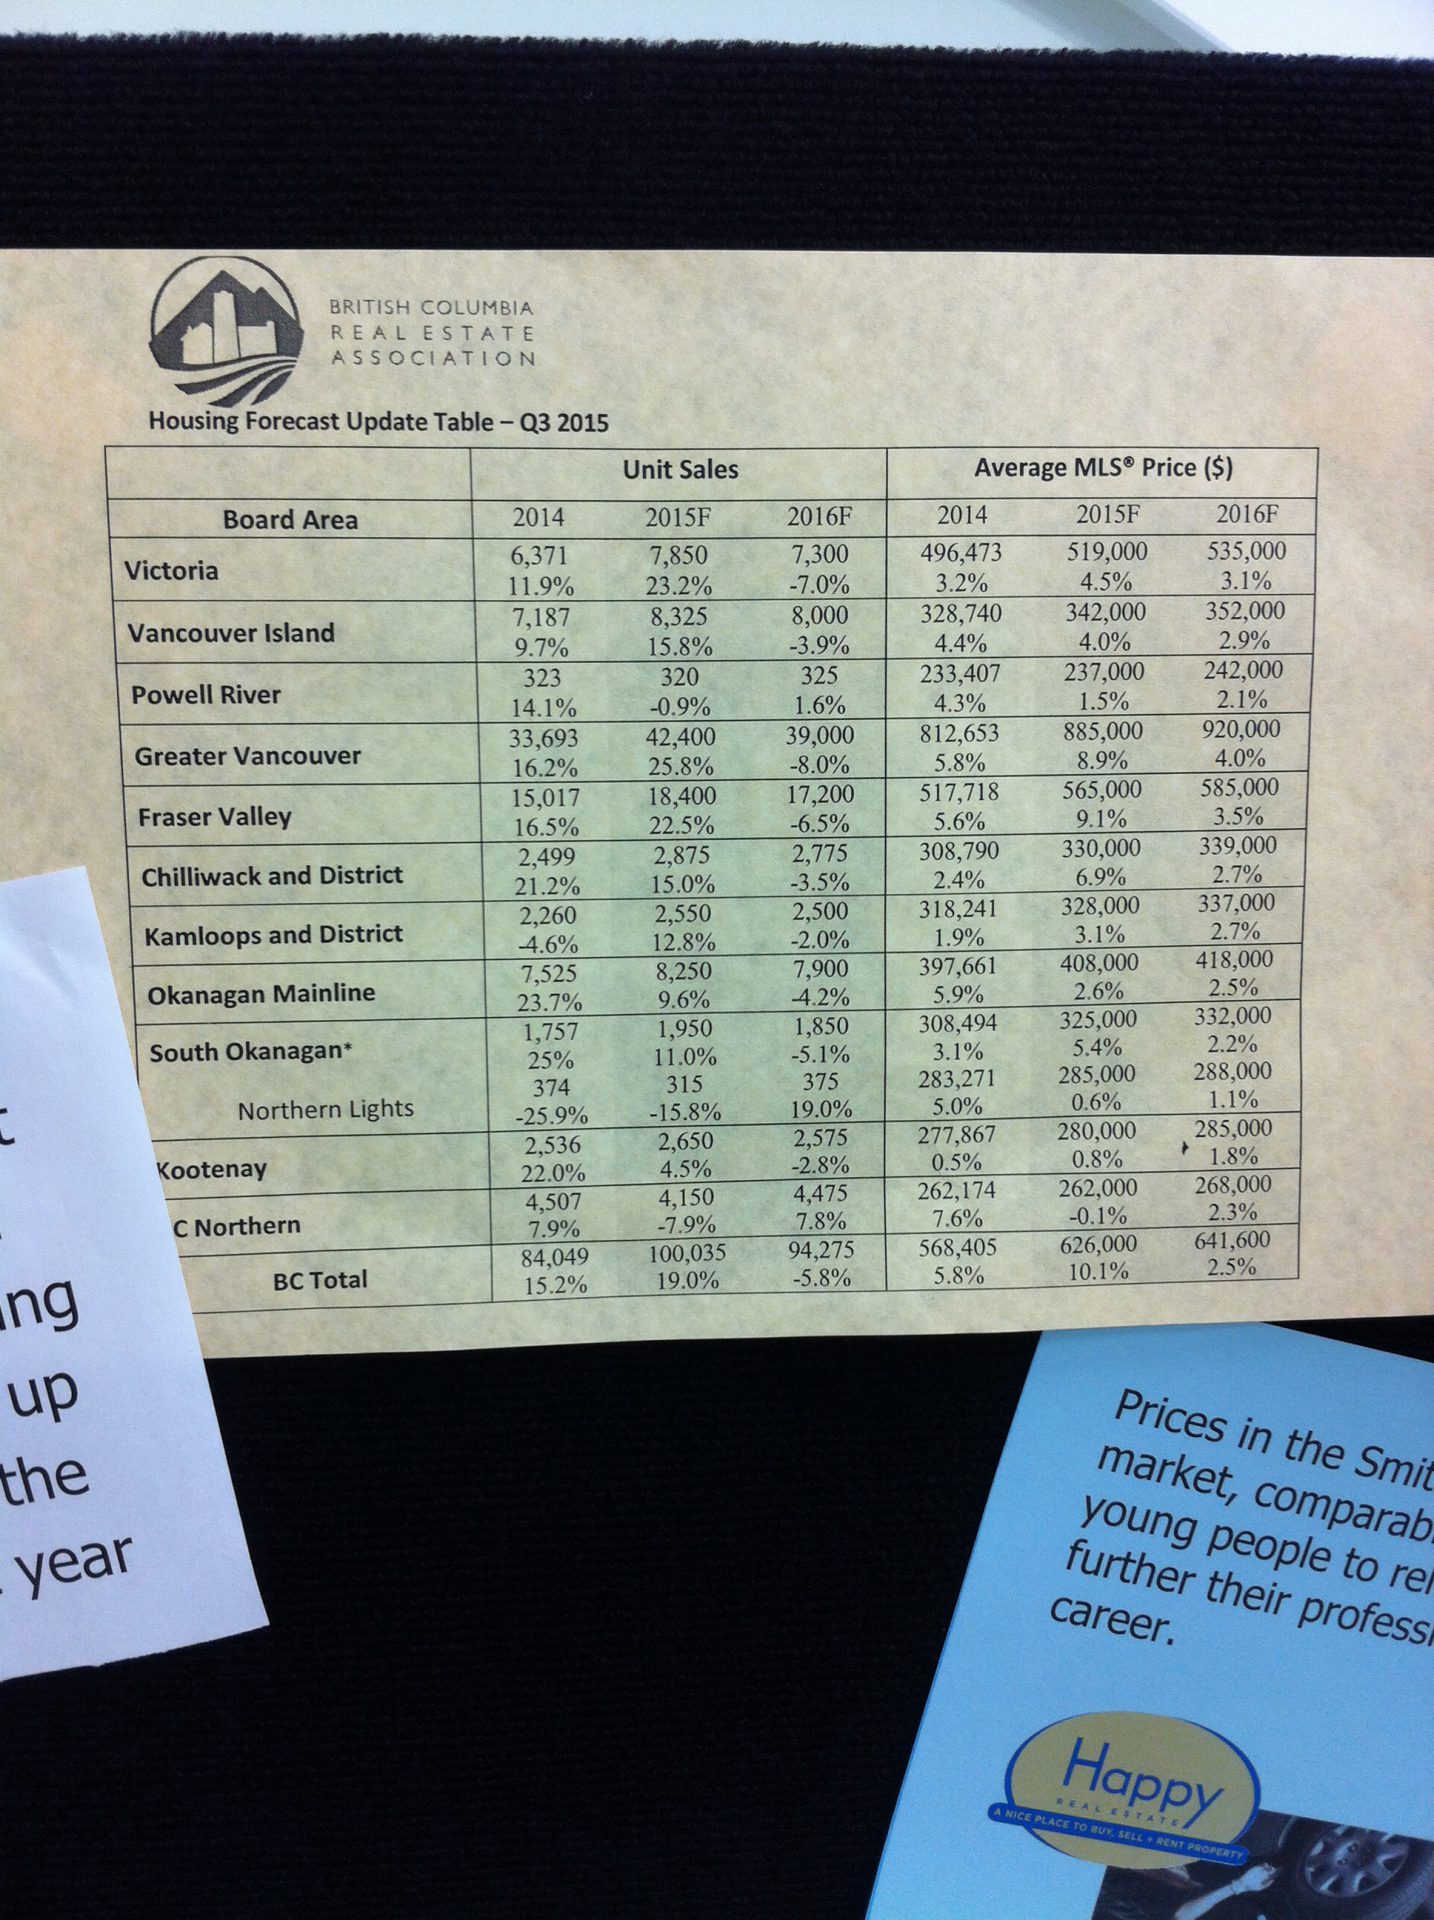 BRITISH COLUMBIA
REAL ESTATE
ASSOCIATION
Housing Forecast Update Table – Q3 2015
Unit Sales Average MLS® Price ($)
Board Area 2014 2015F 2016F 2014 2015F 2016F
Victoria 6,371 7,850 7,300 496,473 519,000 535,000
11.9% 23.2% -7.0% 3.2% 4.5% 3.1%
Vancouver Island 7,187 8,325 8,000 328,740 342,000 352,000
9.7% 15.8% -3.9% 4.4% 4.0% 2.9%
Powell River 323 320 325 233,407 237,000 242,000
14.1% -0.9% 1.6% 4.3% 1.5% 2.1%
Greater Vancouver 33,693 42,400 39,000 812,653 885,000 920,000
16.2% 25.8% -8.0% 5.8% 8.9% 4.0%
Fraser Valley 15,017 18,400 17,200 517,718 565,000 585,000
16.5% 22.5% -6.5% 5.6% 9.1% 3.5%
Chilliwack and District 2,499 2,875 2,775 308,790 330,000 339,000
21.2% 15.0% -3.5% 2.4% 6.9% 2.7%
Kamloops and District 2,260 2,550 2,500 318,241 328,000 337,000
-4.6% 12.8% -2.0% 1.9% 3.1% 2.7%
Okanagan Mainline 7,525 8,250 7,900 397,661 408,000 418,000
23.7% 9.6% -4.2% 5.9% 2.6% 2.5%
South Okanagan* 1,757 1,950 1,850 308,494 325,000 332,000
25% 11.0% -5.1% 3.1% 5.4% 2.2%
Northern Lights 374 315 375 283,271 285,000 288,000
-25.9% -15.8% 19.0% 5.0% 0.6% 1.1%
Kootenay 2,536 2,650 2,575 277,867 280,000 285,000
22.0% 4.5% -2.8% 0.5% 0.8% 1.8%
C Northern 4,507 4,150 4,475 262,174 262,000 268,000
7.9% -7.9% 7.8% 7.6% -0.1% 2.3%
BC Total 84,049 100,035 94,275 568,405 626,000 641,600
15.2% 19.0% -5.8% 5.8% 10.1% 2.5%
up
the
year
Prices in the Smit
market, comparab
young people to rel
further their professi
career.
Happy
REAL ESTATE
A NICE PLACE TO BUY, SELL + RENT PROPERTY